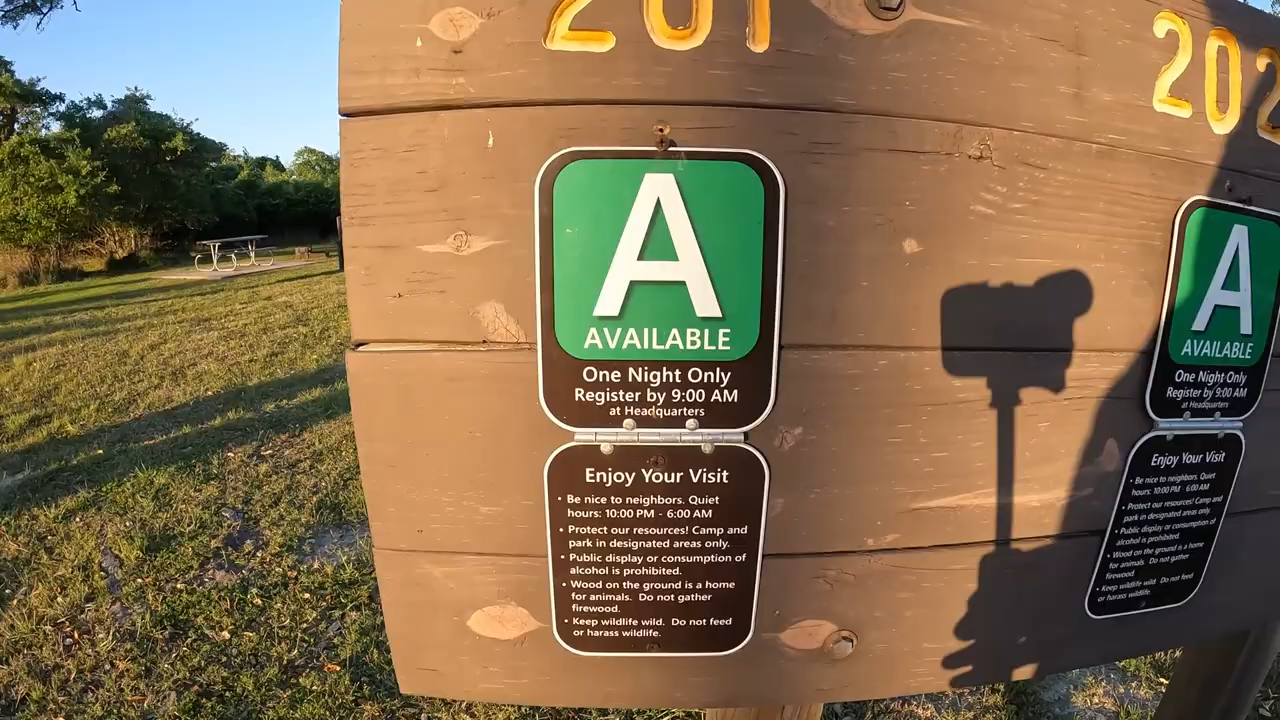 201
A
AVAILABLE
One Night Only
Register by 9:00 AM
at Headquarters
Enjoy Your Visit
• Be nice to neighbors. Quiet
hours: 10:00 PM - 6:00 AM
• Protect our resources! Camp and
park in designated areas only.
• Public display or consumption of
alcohol is prohibited.
• Wood on the ground is a home
for animals. Do not gather
firewood.
• Keep wildlife wild. Do not feed
or harass wildlife.
202
A
AVAILABLE
One Night Only
Register by 9:00 AM
at Headquarters
Enjoy Your Visit
• Be nice to neighbors. Quiet
hours: 10:00 PM - 6:00 AM
• Protect our resources! Camp and
park in designated areas only.
• Public display or consumption of
alcohol is prohibited.
• Wood on the ground is a home
for animals. Do not gather
firewood.
• Keep wildlife wild. Do not feed
or harass wildlife.